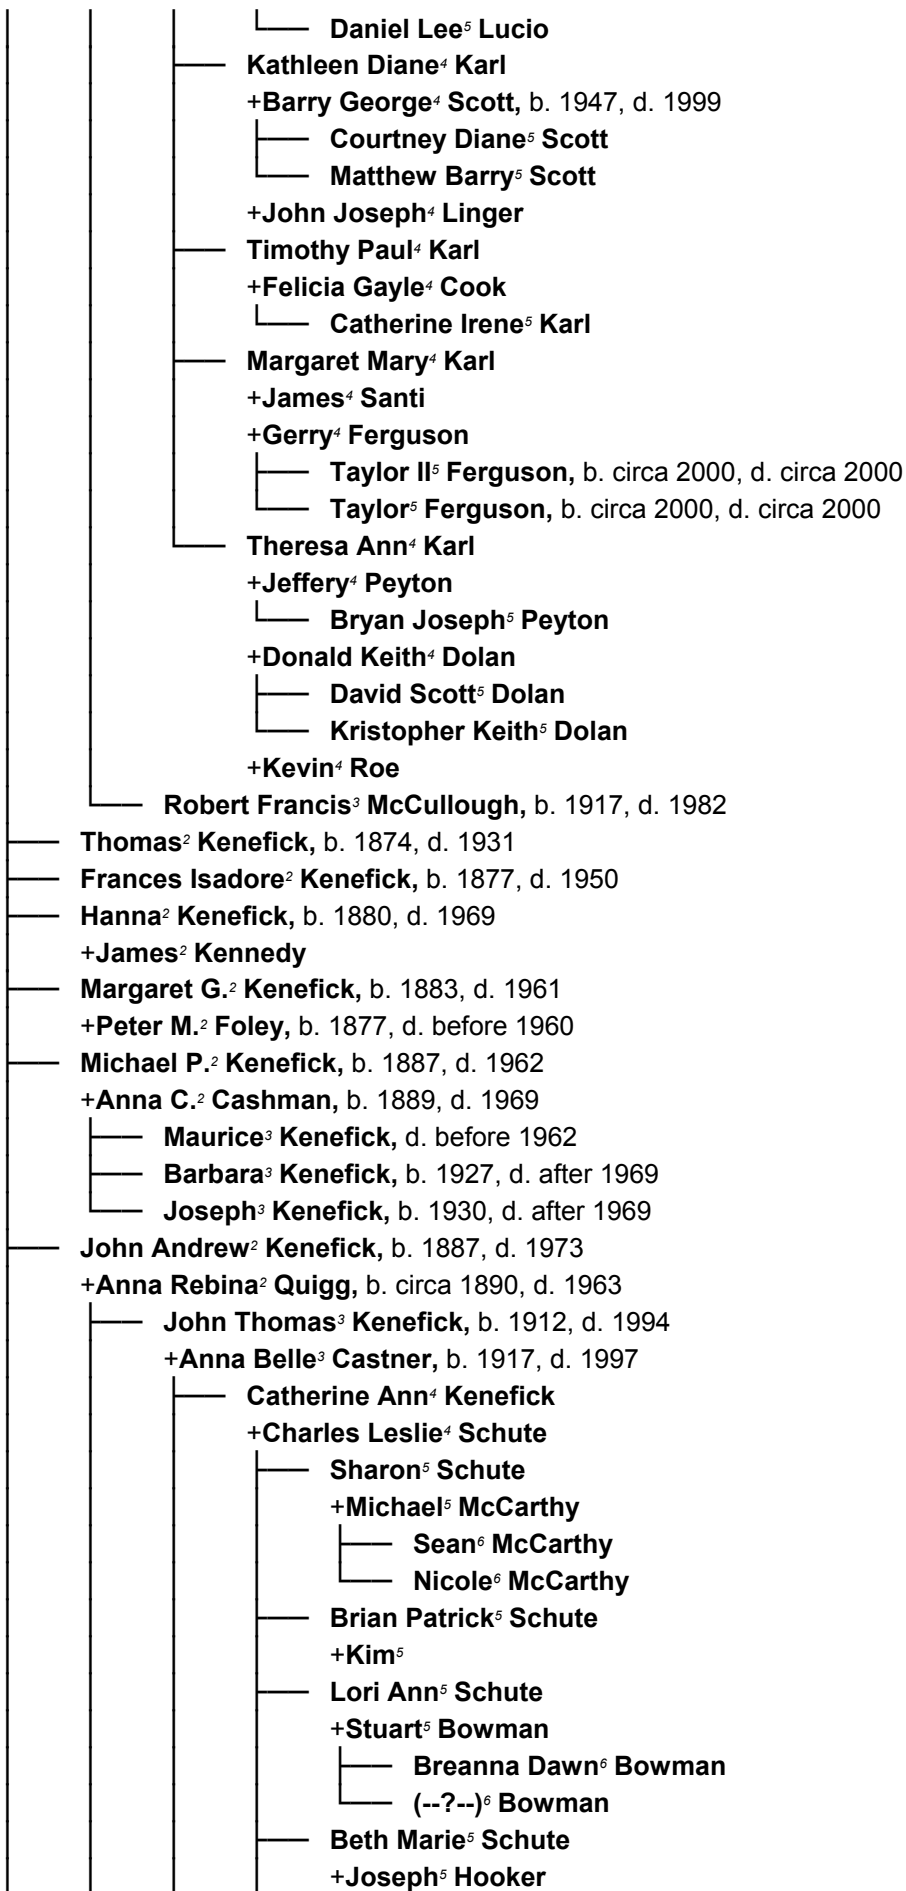 Daniel Lee⁵ Lucio
Kathleen Diane⁴ Karl
+Barry George⁴ Scott, b. 1947, d. 1999
Courtney Diane⁵ Scott
Matthew Barry⁵ Scott
+John Joseph⁴ Linger
Timothy Paul⁴ Karl
+Felicia Gayle⁴ Cook
Catherine Irene⁵ Karl
Margaret Mary⁴ Karl
+James⁴ Santi
+Gerry⁴ Ferguson
Taylor II⁵ Ferguson, b. circa 2000, d. circa 2000
Taylor⁵ Ferguson, b. circa 2000, d. circa 2000
Theresa Ann⁴ Karl
+Jeffery⁴ Peyton
Bryan Joseph⁵ Peyton
+Donald Keith⁴ Dolan
David Scott⁵ Dolan
Kristopher Keith⁵ Dolan
+Kevin⁴ Roe
Robert Francis³ McCullough, b. 1917, d. 1982
Thomas² Kenefick, b. 1874, d. 1931
Frances Isadore² Kenefick, b. 1877, d. 1950
Hanna² Kenefick, b. 1880, d. 1969
+James² Kennedy
Margaret G.² Kenefick, b. 1883, d. 1961
+Peter M.² Foley, b. 1877, d. before 1960
Michael P.² Kenefick, b. 1887, d. 1962
+Anna C.² Cashman, b. 1889, d. 1969
Maurice³ Kenefick, d. before 1962
Barbara³ Kenefick, b. 1927, d. after 1969
Joseph³ Kenefick, b. 1930, d. after 1969
John Andrew² Kenefick, b. 1887, d. 1973
+Anna Rebina² Quigg, b. circa 1890, d. 1963
John Thomas³ Kenefick, b. 1912, d. 1994
+Anna Belle³ Castner, b. 1917, d. 1997
Catherine Ann⁴ Kenefick
+Charles Leslie⁴ Schute
Sharon⁵ Schute
+Michael⁵ McCarthy
Sean⁶ McCarthy
Nicole⁶ McCarthy
Brian Patrick⁵ Schute
+Kim⁵
Lori Ann⁵ Schute
+Stuart⁵ Bowman
Breanna Dawn⁶ Bowman
(--?--)⁶ Bowman
Beth Marie⁵ Schute
+Joseph⁵ Hooker